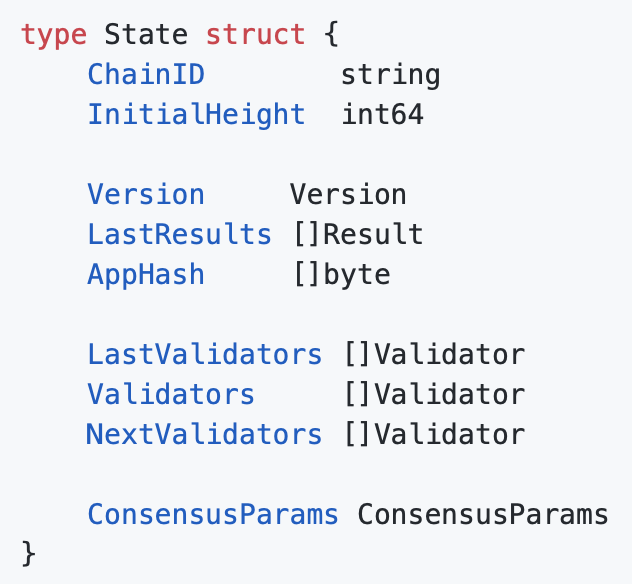 type State struct {
    ChainID        string
    InitialHeight  int64

    Version     Version
    LastResults []Result
    AppHash     []byte

    LastValidators []Validator
    Validators     []Validator
    NextValidators []Validator

    ConsensusParams ConsensusParams
}